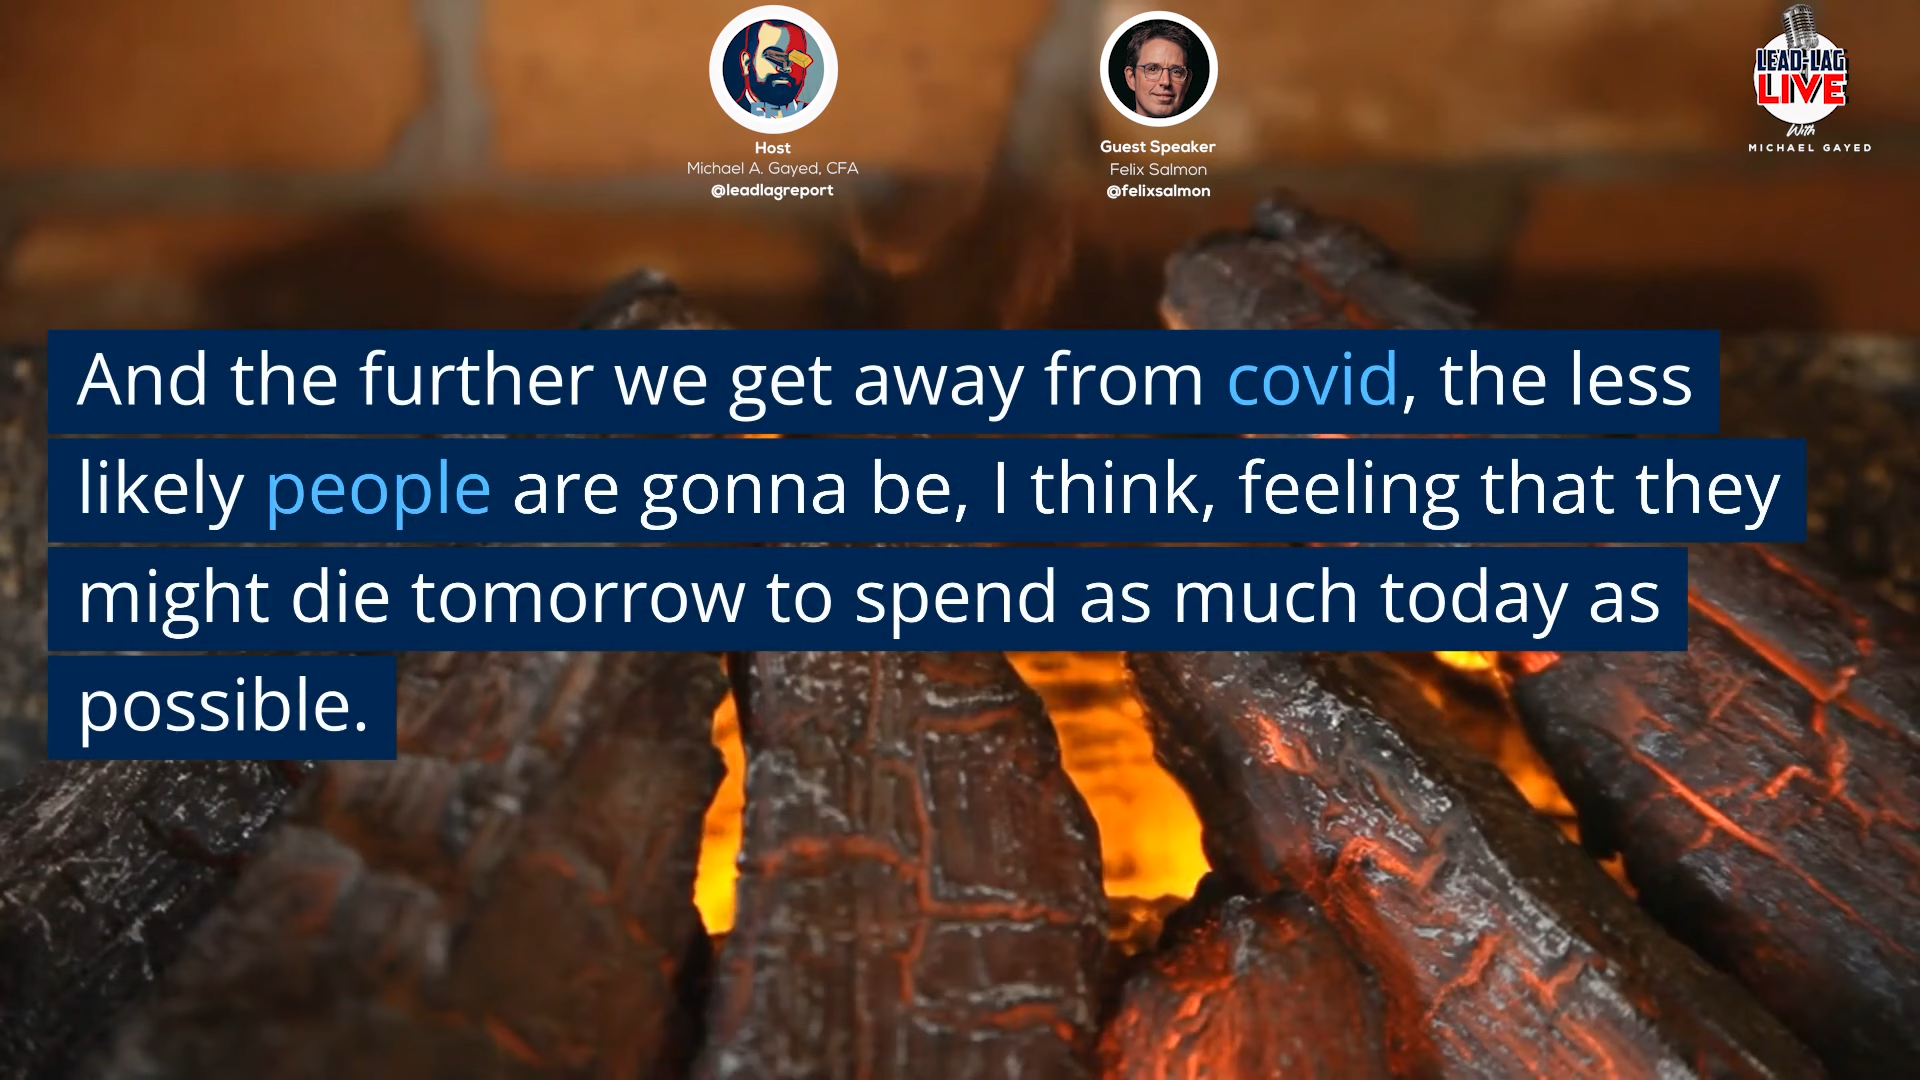 Host
Michael A. Gayed, CFA
@leadlagreport
Guest Speaker
Felix Salmon
@felixsalmon
LEAD-LAG
LIVE
With
MICHAEL GAYED
And the further we get away from covid, the less
likely people are gonna be, I think, feeling that they
might die tomorrow to spend as much today as
possible.